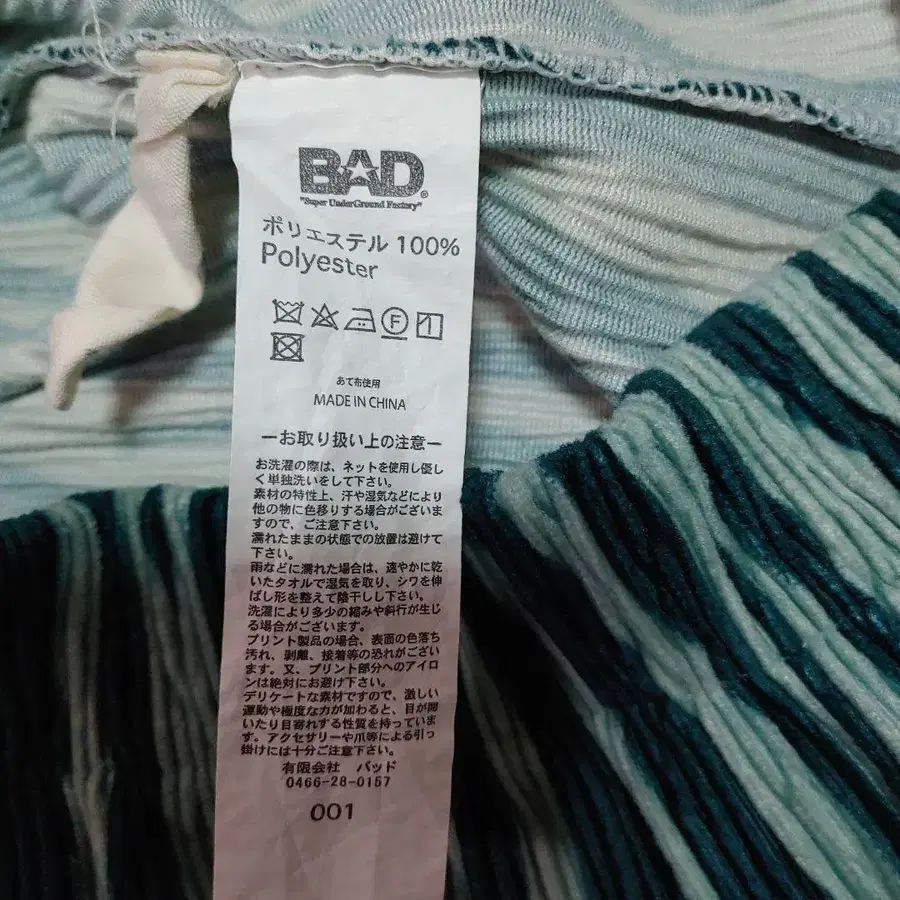 BAD®
"Super UnderGround Factory"
ポリエステル 100%
Polyester
F
1
あて布使用
MADE IN CHINA
ーお取り扱い上の注意ー
お洗濯の際は、ネットを使用し優し
く単独洗いをして下さい。
素材の特性上、汗や湿気などにより
他の物に色移りする場合がございま
すので、ご注意下さい。
濡れたままの状態での放置は避けて
下さい。
雨などに濡れた場合は、速やかに乾
いたタオルで湿気を取り、シワを伸
ばし形を整えて陰干しし下さい。
洗濯により多少の縮みや斜行が生じ
る場合がございます。
プリント製品の場合、表面の色落ち
汚れ、剥離、接着等の恐れがござい
ます。又、プリント部分へのアイロ
ンは絶対にお避け下さい。
デリケートな素材ですので、激しい
運動や極度な力が加わると、目が開
いたり目寄れする性質を持っていま
す。アクセサリーや爪等による引っ
掛けには十分ご注意下さい。
有限会社 バッド
0466-28-0157
001